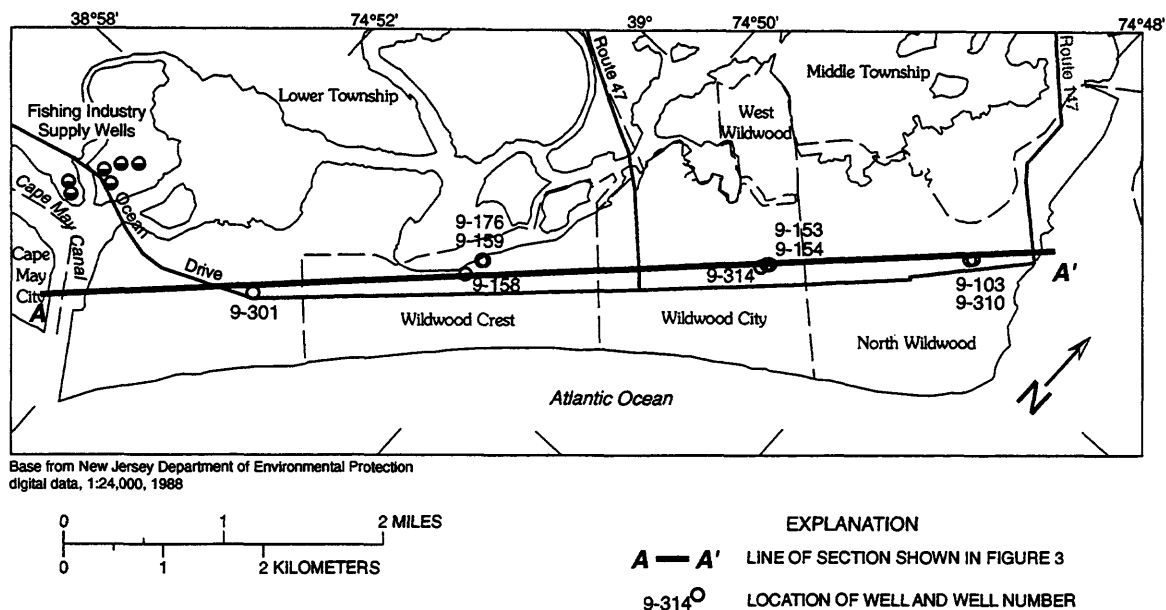 38°58'
74°52'
39°
74°50'
74°48'
Route 47
Route 147
Middle Township
Lower Township
West
Wildwood
Fishing Industry
Supply Wells
Cape May Canal
Ocean
Drive
9-176
9-159
9-153
9-154
9-314
9-158
9-103
9-310
9-301
Cape
May
City
A
A'
Wildwood Crest
Wildwood City
North Wildwood
Atlantic Ocean
N
Base from New Jersey Department of Environmental Protection
digital data, 1:24,000, 1988
0 1 2 MILES
0 1 2 KILOMETERS
EXPLANATION
A A' LINE OF SECTION SHOWN IN FIGURE 3
9-314 LOCATION OF WELL AND WELL NUMBER